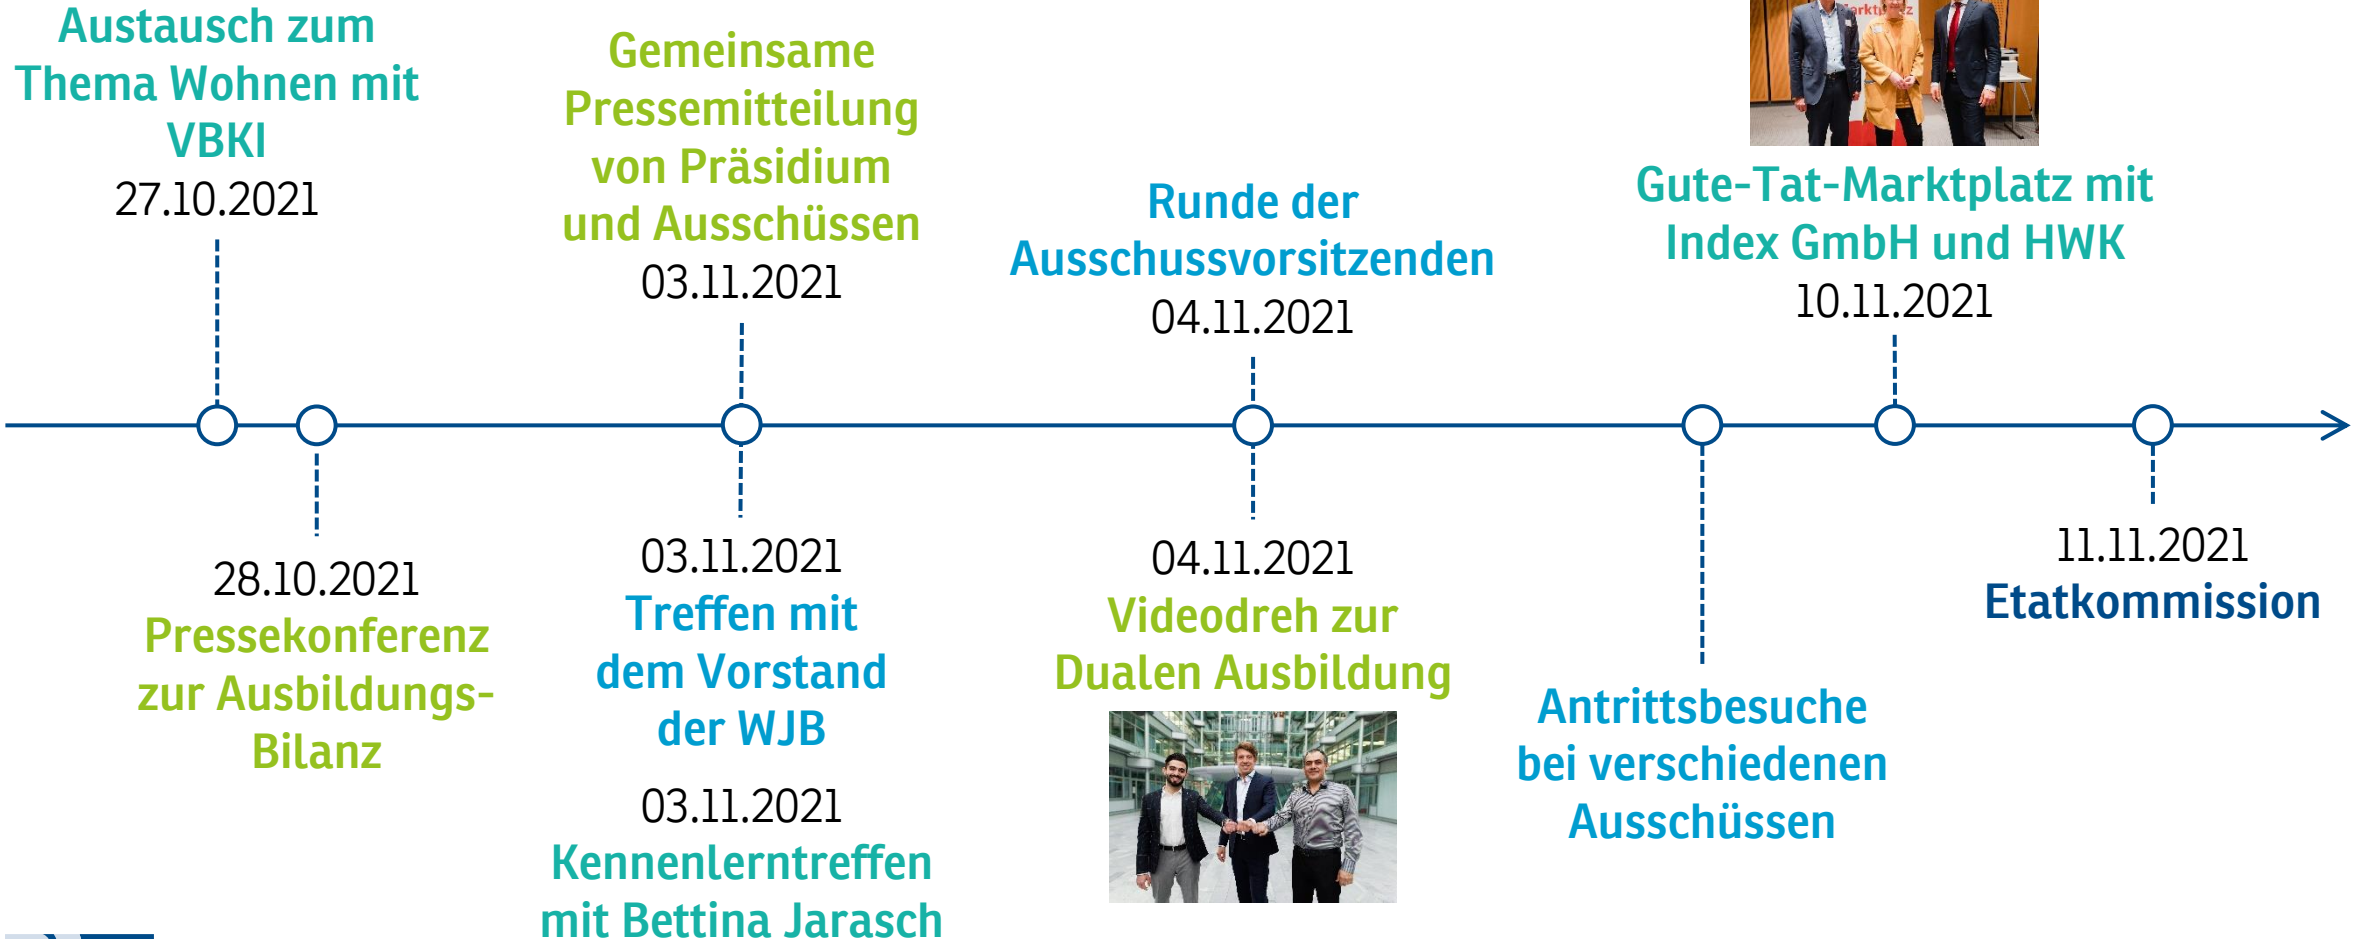 Austausch zum
Thema Wohnen mit
VBKI
27.10.2021
28.10.2021
Pressekonferenz
zur Ausbildungs-
Bilanz
Gemeinsame
Pressemitteilung
von Präsidium
und Ausschüssen
03.11.2021
03.11.2021
Treffen mit
dem Vorstand
der WJB
03.11.2021
Kennenlerntreffen
mit Bettina Jarasch
Runde der
Ausschussvorsitzenden
04.11.2021
04.11.2021
Videodreh zur
Dualen Ausbildung
Antrittsbesuche
bei verschiedenen
Ausschüssen
Marktplatz
Gute-Tat-Marktplatz mit
Index GmbH und HWK
10.11.2021
11.11.2021
Etatkommission